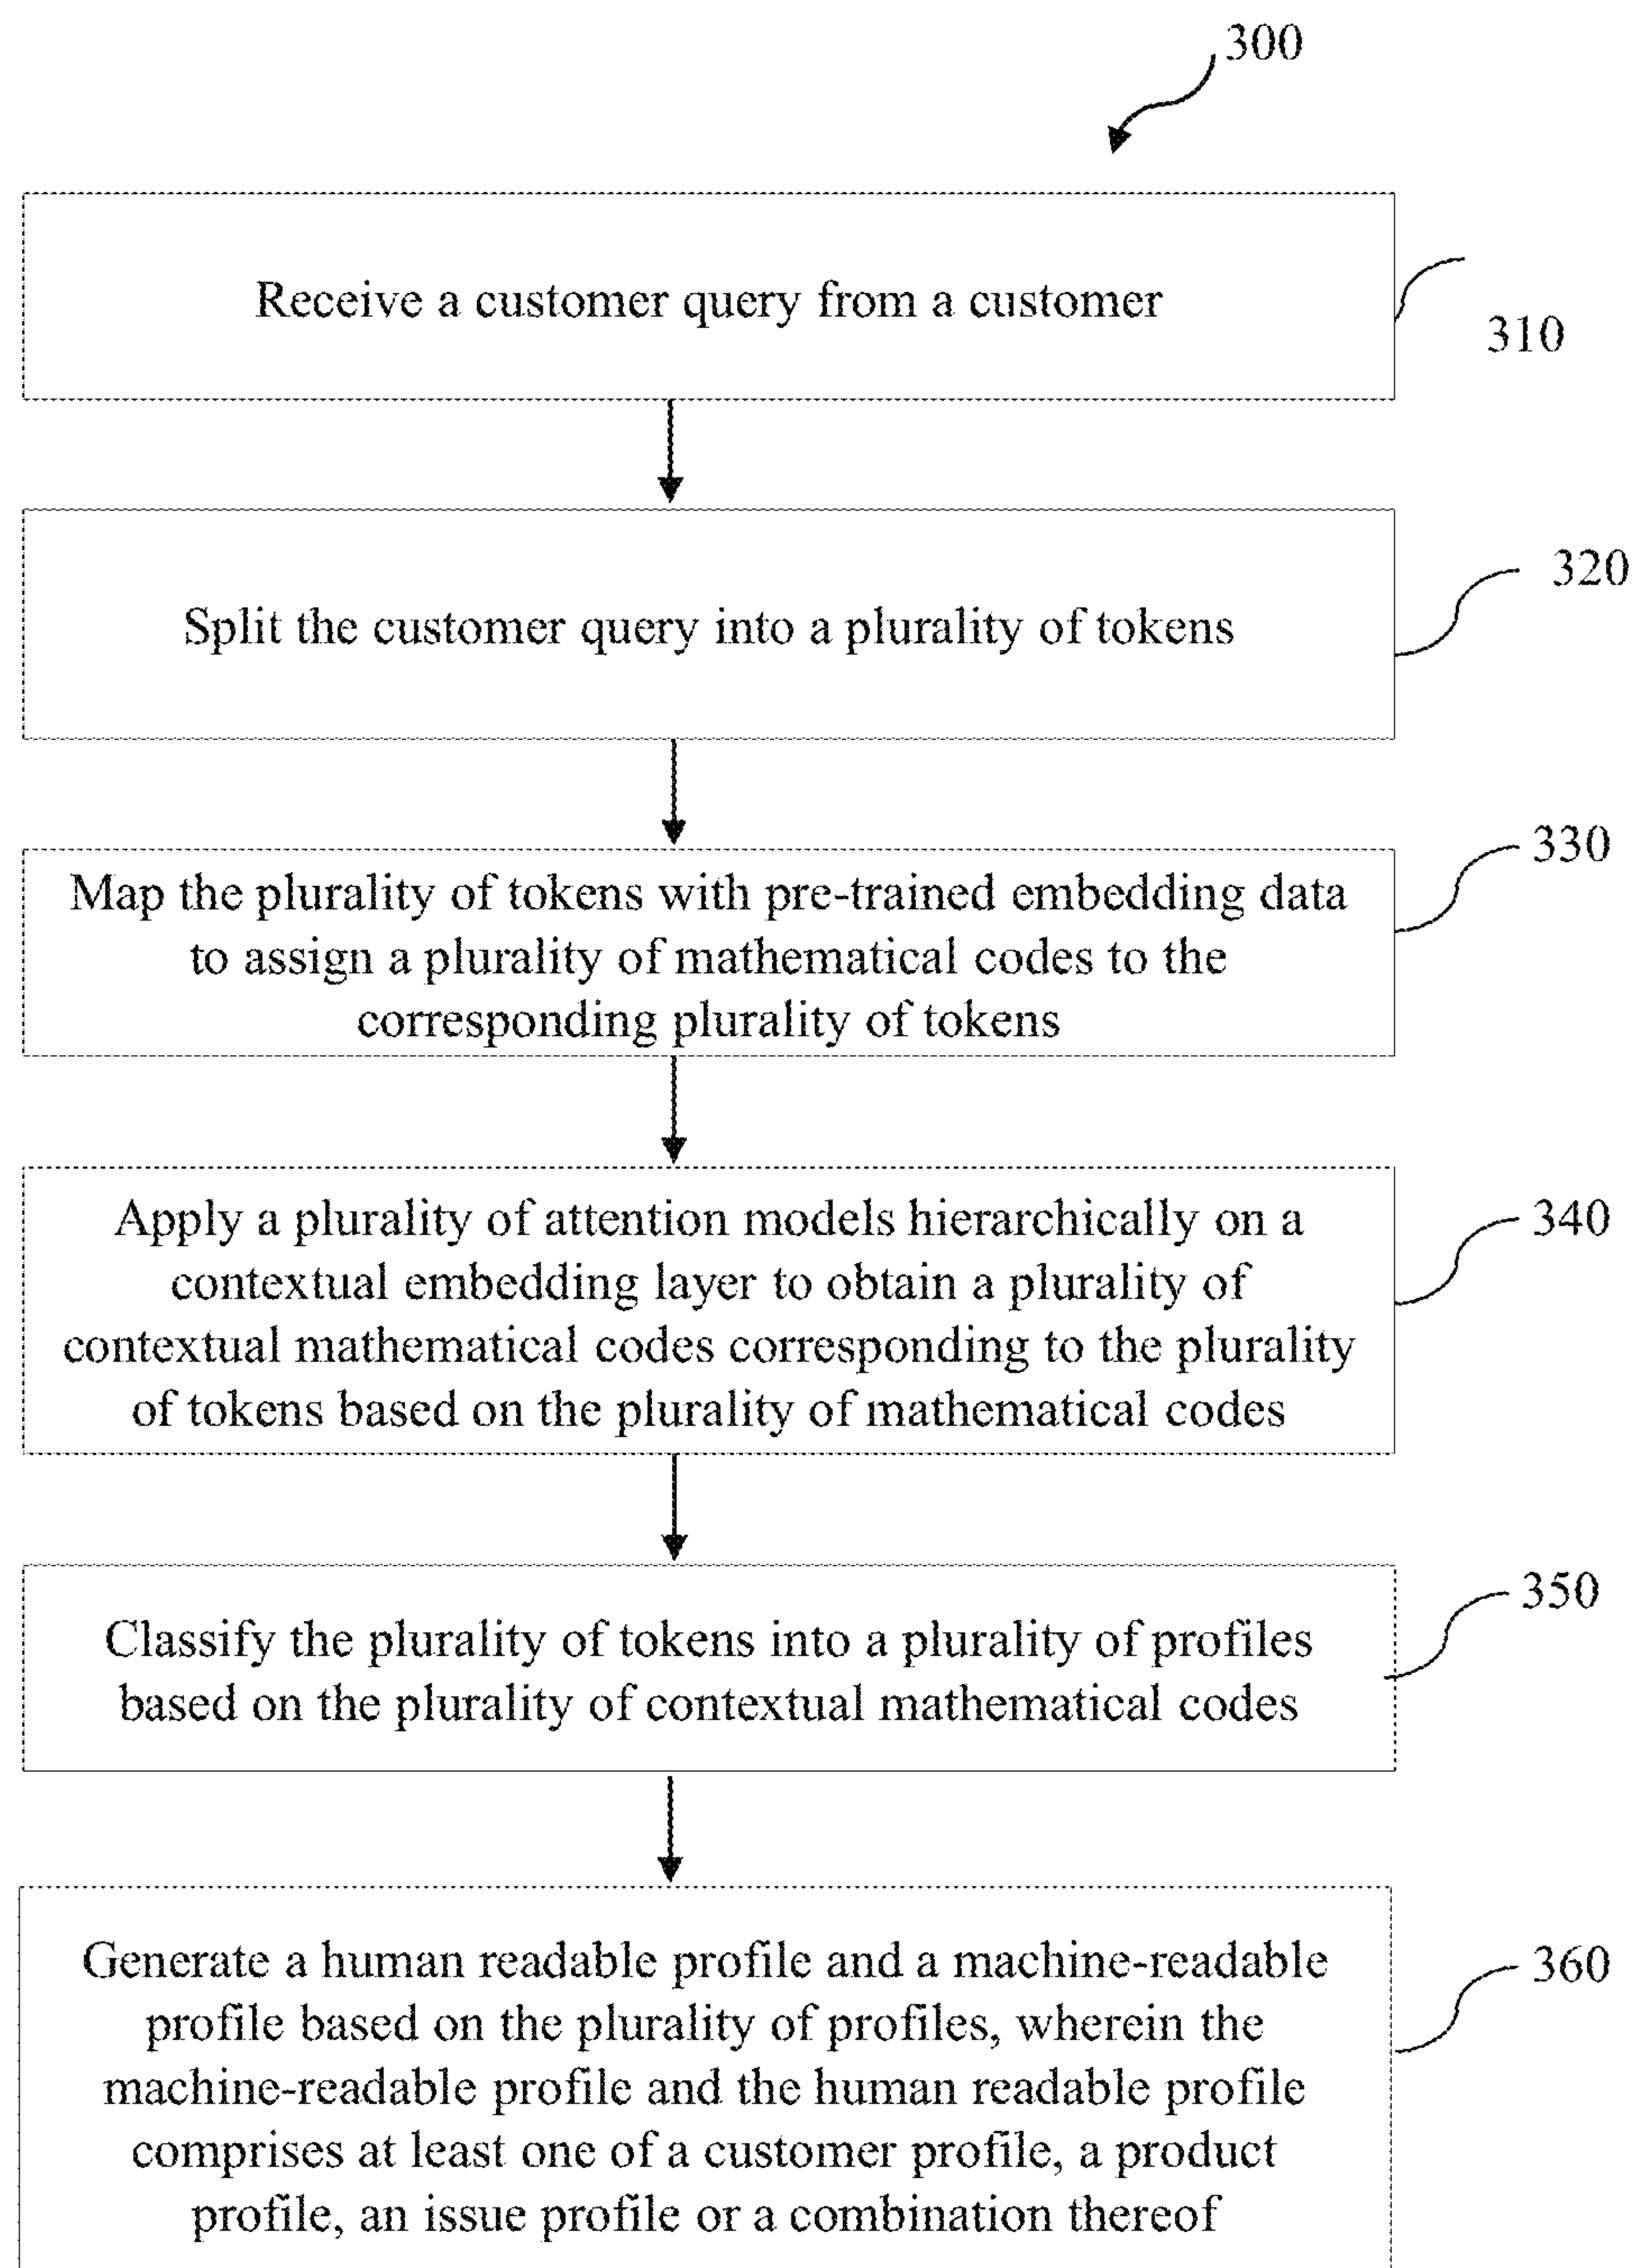 300
Receive a customer query from a customer
310
320
Split the customer query into a plurality of tokens
330
Map the plurality of tokens with pre-trained embedding data
to assign a plurality of mathematical codes to the
corresponding plurality of tokens
340
Apply a plurality of attention models hierarchically on a
contextual embedding layer to obtain a plurality of
contextual mathematical codes corresponding to the plurality
of tokens based on the plurality of mathematical codes
350
Classify the plurality of tokens into a plurality of profiles
based on the plurality of contextual mathematical codes
360
Generate a human readable profile and a machine-readable
profile based on the plurality of profiles, wherein the
machine-readable profile and the human readable profile
comprises at least one of a customer profile, a product
profile, an issue profile or a combination thereof